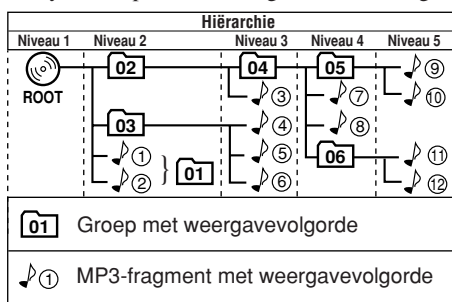 Hiërarchie
Niveau 1 Niveau 2 Niveau 3 Niveau 4 Niveau 5
02 04 05 ⑨
ROOT ③ ⑦ ⑩
03 ④ ⑧
① ⑤ 06 ⑪
② 01 ⑥ ⑫
01 Groep met weergavevolgorde
① MP3-fragment met weergavevolgorde